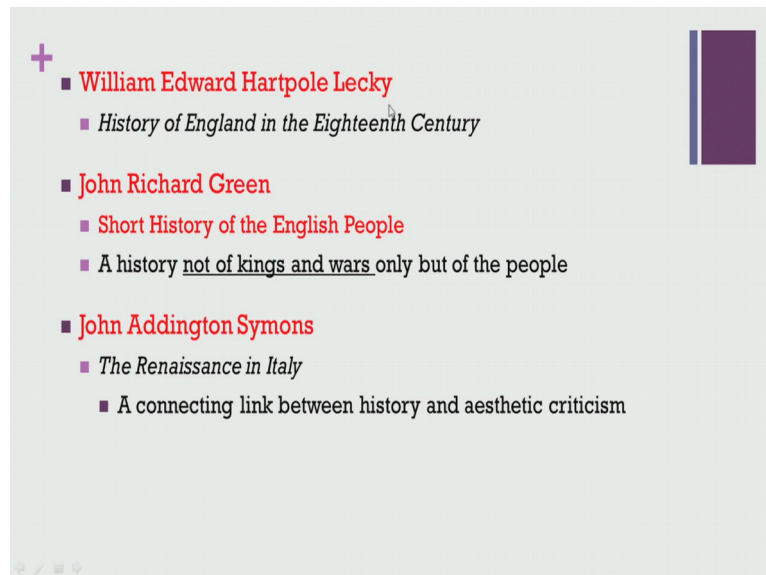 William Edward Hartpole Lecky
History of England in the Eighteenth Century
John Richard Green
Short History of the English People
A history not of kings and wars only but of the people
John Addington Symons
The Renaissance in Italy
A connecting link between history and aesthetic criticism